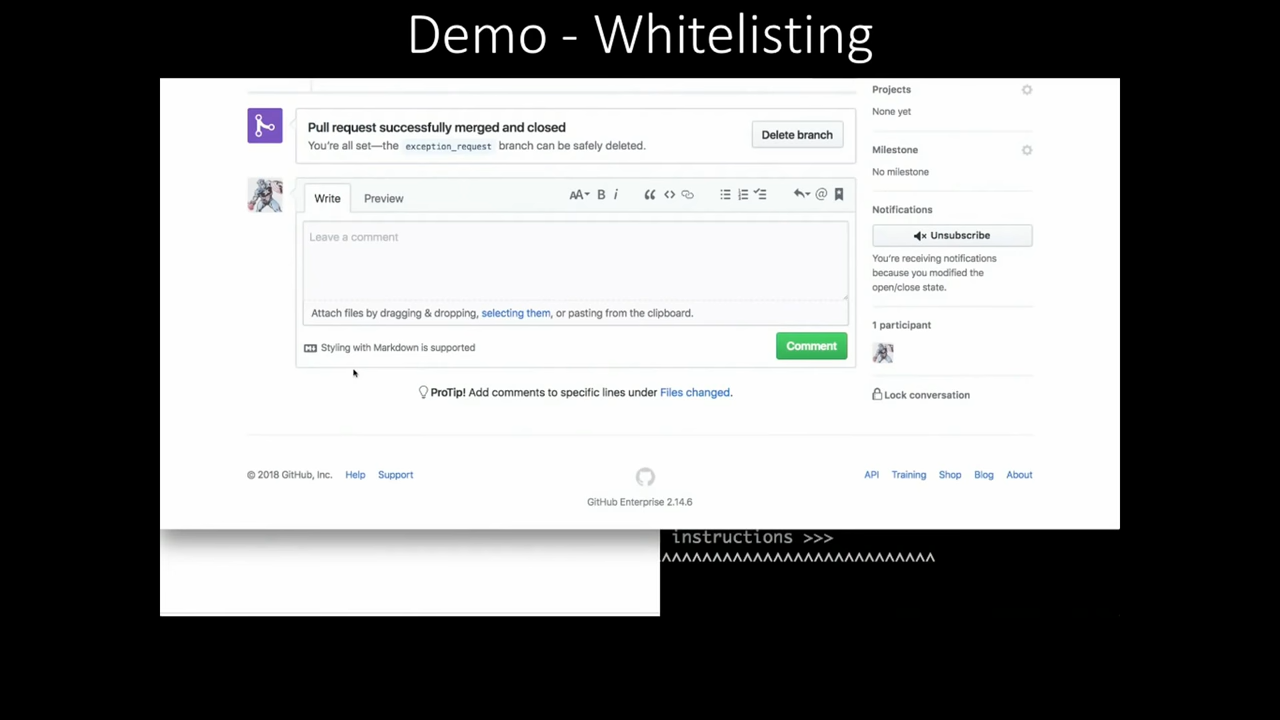 Demo - Whitelisting
Projects
None yet
Pull request successfully merged and closed
You're all set—the exception_request branch can be safely deleted.
Delete branch
Milestone
No milestone
Write
Preview
AA
B
i
@
Notifications
Unsubscribe
You're receiving notifications
because you modified the
open/close state.
Leave a comment
Attach files by dragging & dropping, selecting them, or pasting from the clipboard.
1 participant
Styling with Markdown is supported
Comment
ProTip! Add comments to specific lines under Files changed.
Lock conversation
© 2018 GitHub, Inc. Help Support
API Training Shop Blog About
GitHub Enterprise 2.14.6
instructions >>>
^^^^^^^^^^^^^^^^^^^^^^^^^^^